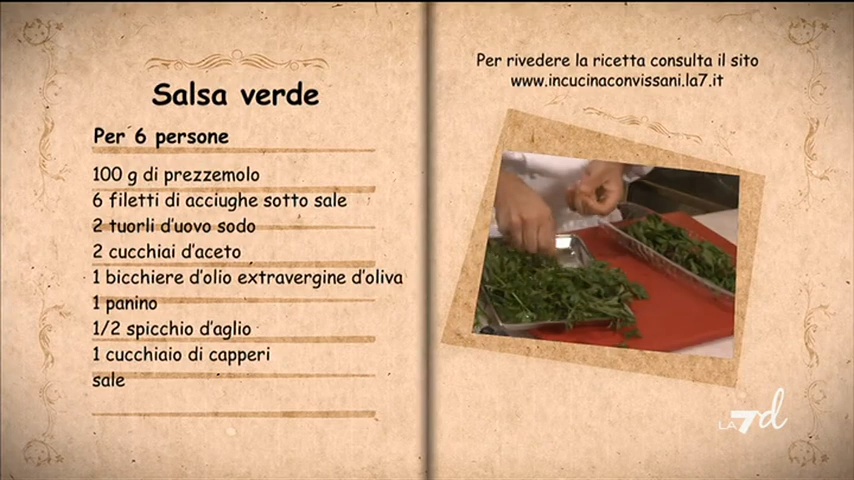 Salsa verde
Per 6 persone
100 g di prezzemolo
6 filetti di acciughe sotto sale
2 tuorli d'uovo sodo
2 cucchiai d'aceto
1 bicchiere d'olio extravergine d'oliva
1 panino
1/2 spicchio d'aglio
1 cucchiaio di capperi
sale
Per rivedere la ricetta consulta il sito
www.incucinaconvissani.la7.it
LA7d